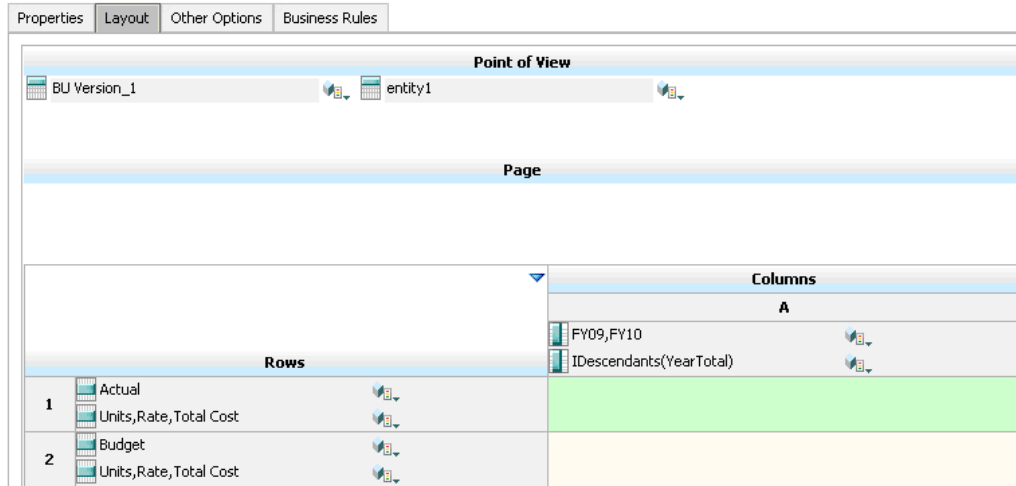 Properties Layout Other Options Business Rules
Point of View
BU Version_1 entity1
Page
Columns
A
FY09,FY10
Rows IDescendants(YearTotal)
1 Actual
Units,Rate,Total Cost
2 Budget
Units,Rate,Total Cost